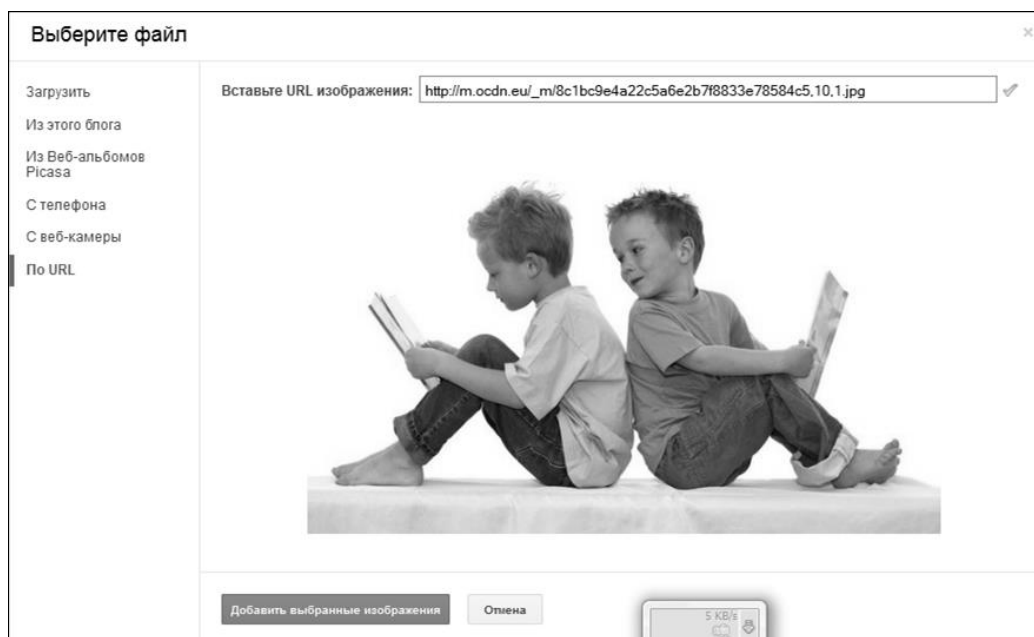 Выберите файл
Загрузить
Из этого блога
Из Веб-альбомов
Picasa
С телефона
С веб-камеры
По URL
Вставьте URL изображения: http://m.ocdn.eu/_m/8c1bc9e4a22c5a6e2b7f8833e78584c5,10,1.jpg
Добавить выбранные изображения Отмена
5 KB/s